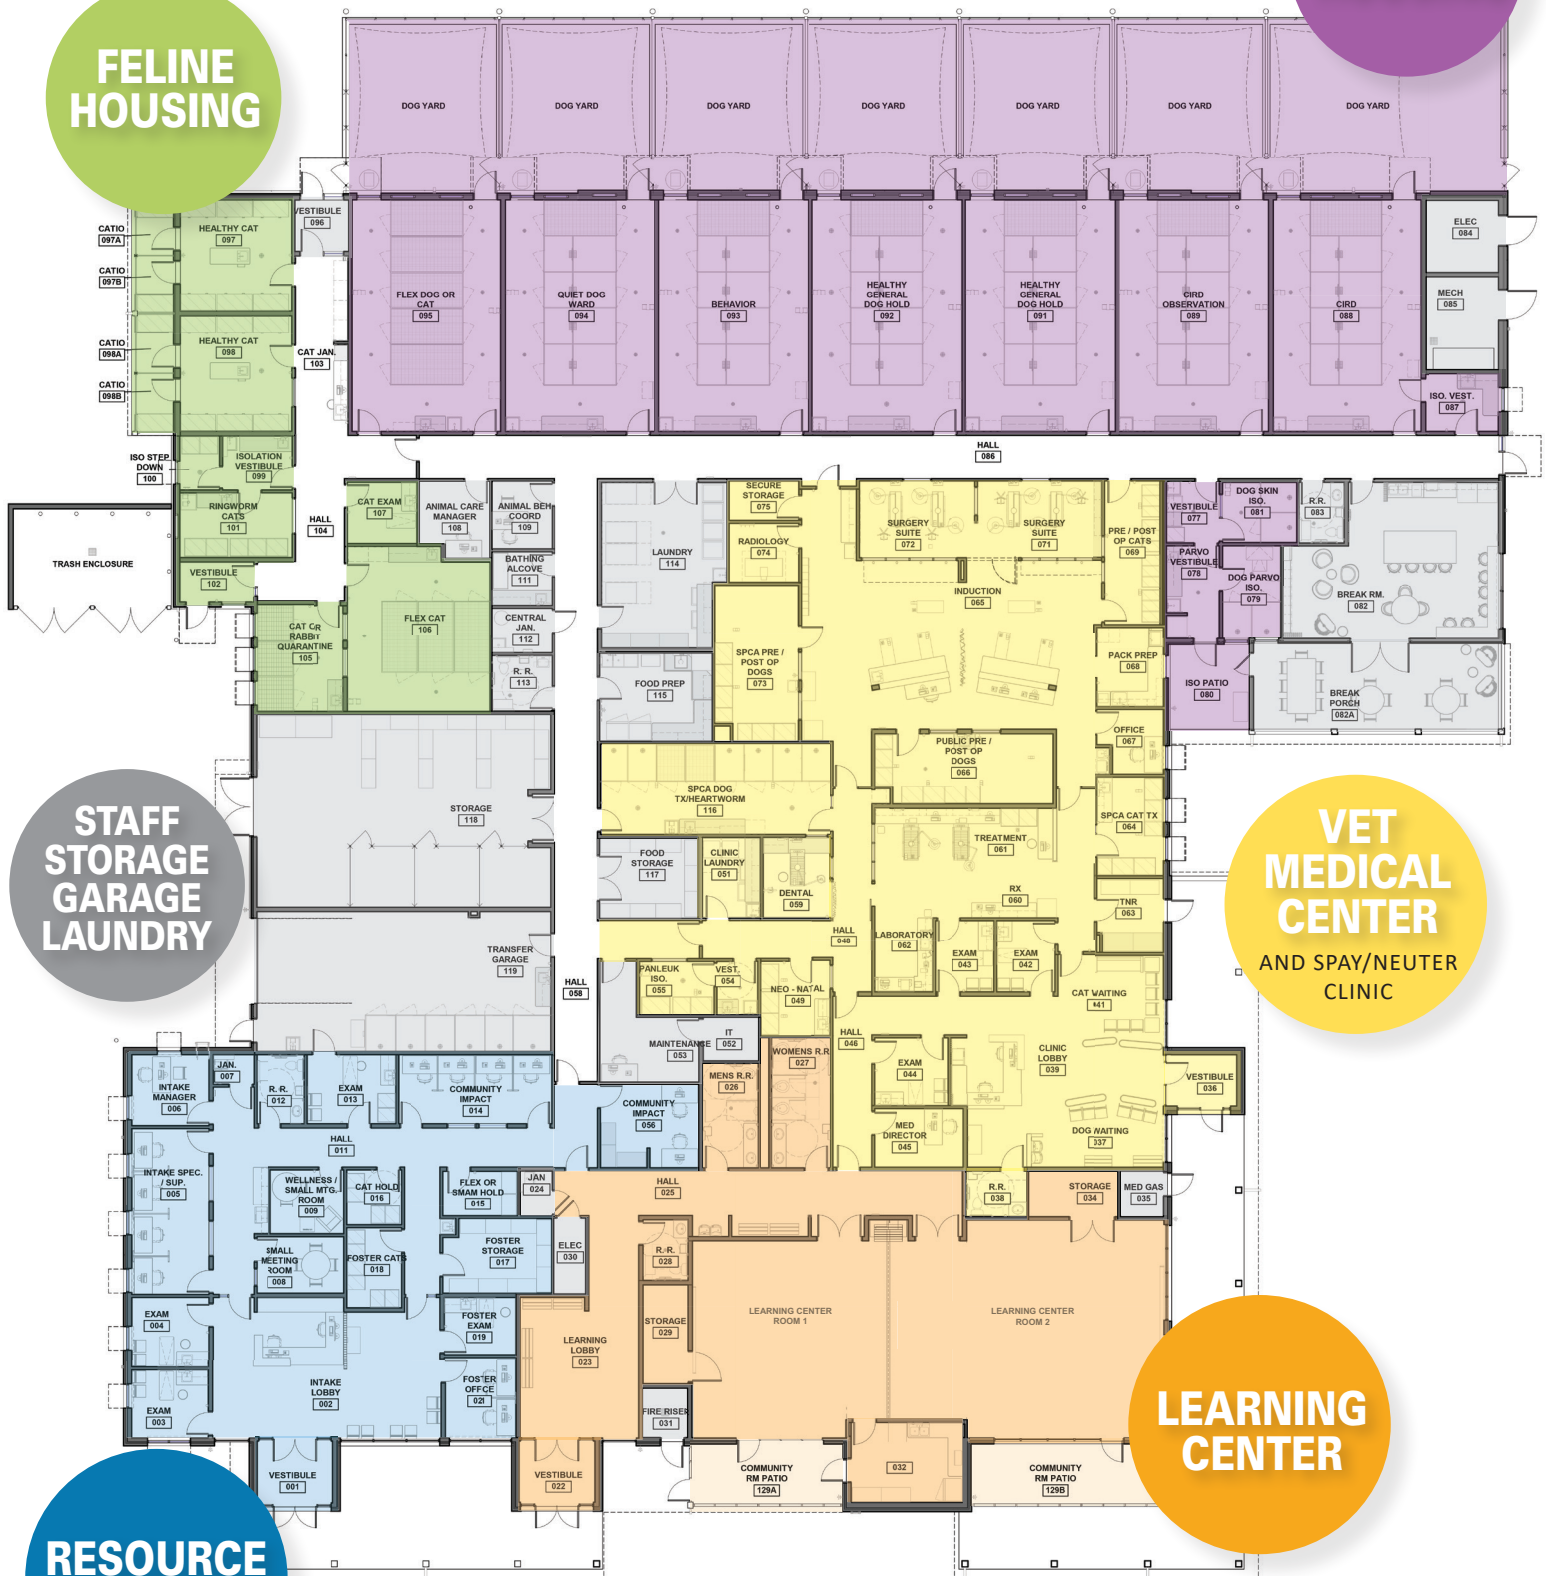 FELINE
HOUSING
DOG YARD
DOG YARD
DOG YARD
DOG YARD
DOG YARD
DOG YARD
DOG YARD
CATIO
097A
CATIO
097B
CATIO
098A
CATIO
098B
HEALTHY CAT
097
HEALTHY CAT
098
VESTIBULE
096
CAT JAN.
103
FLEX DOG OR
CAT
095
QUIET DOG
WARD
094
BEHAVIOR
093
HEALTHY
GENERAL
DOG HOLD
092
HEALTHY
GENERAL
DOG HOLD
091
CIRD
OBSERVATION
089
CIRD
088
ELEC
084
MECH
085
ISO. VEST.
087
HALL
086
ISO STEP
DOWN
100
ISOLATION
VESTIBULE
099
RINGWORM
CATS
101
HALL
104
VESTIBULE
102
TRASH ENCLOSURE
CAT EXAM
107
ANIMAL CARE
MANAGER
108
ANIMAL BEH
COORD
109
BATHING
ALCOVE
111
CENTRAL
JAN.
112
R. R.
113
CAT OR
RABBIT
QUARANTINE
105
FLEX CAT
106
LAUNDRY
114
FOOD PREP
115
SECURE
STORAGE
075
RADIOLOGY
074
SURGERY
SUITE
072
SURGERY
SUITE
071
PRE / POST
OP CATS
069
INDUCTION
065
SPCA PRE /
POST OP
DOGS
073
PACK PREP
068
OFFICE
067
PUBLIC PRE /
POST OP
DOGS
066
VESTIBULE
077
PARVO
VESTIBULE
078
DOG SKIN
ISO.
081
DOG PARVO
ISO.
079
R.R.
083
BREAK RM.
082
ISO PATIO
080
BREAK
PORCH
082A
STAFF
STORAGE
GARAGE
LAUNDRY
STORAGE
118
TRANSFER
GARAGE
119
SPCA DOG
TX/HEARTWORM
116
FOOD
STORAGE
117
CLINIC
LAUNDRY
051
DENTAL
059
TREATMENT
061
RX
060
SPCA CAT TX
064
TNR
063
HALL
048
LABORATORY
062
EXAM
043
EXAM
042
VET
MEDICAL
CENTER
AND SPAY/NEUTER
CLINIC
HALL
058
PANLEUK
ISO.
055
VEST.
054
NEO - NATAL
049
CAT WAITING
041
MAINTENANCE
053
IT
052
HALL
046
EXAM
044
CLINIC
LOBBY
039
VESTIBULE
036
MED
DIRECTOR
045
DOG WAITING
037
INTAKE
MANAGER
006
JAN.
007
R. R.
012
EXAM
013
COMMUNITY
IMPACT
014
COMMUNITY
IMPACT
056
MENS R.R.
026
WOMENS R.R
027
HALL
011
INTAKE SPEC.
/ SUP.
005
WELLNESS /
SMALL MTG.
ROOM
009
CAT HOLD
016
FLEX OR
SMAM HOLD
015
JAN
024
HALL
025
R.R.
038
STORAGE
034
MED GAS
035
SMALL
MEETING
ROOM
008
FOSTER CATS
018
FOSTER
STORAGE
017
ELEC
030
R. R.
028
EXAM
004
EXAM
003
INTAKE
LOBBY
002
FOSTER
EXAM
019
FOSTER
OFFCE
021
LEARNING
LOBBY
023
STORAGE
029
FIRE RISER
031
LEARNING CENTER
ROOM 1
LEARNING CENTER
ROOM 2
LEARNING
CENTER
VESTIBULE
001
VESTIBULE
022
COMMUNITY
RM PATIO
129A
032
COMMUNITY
RM PATIO
129B
RESOURCE